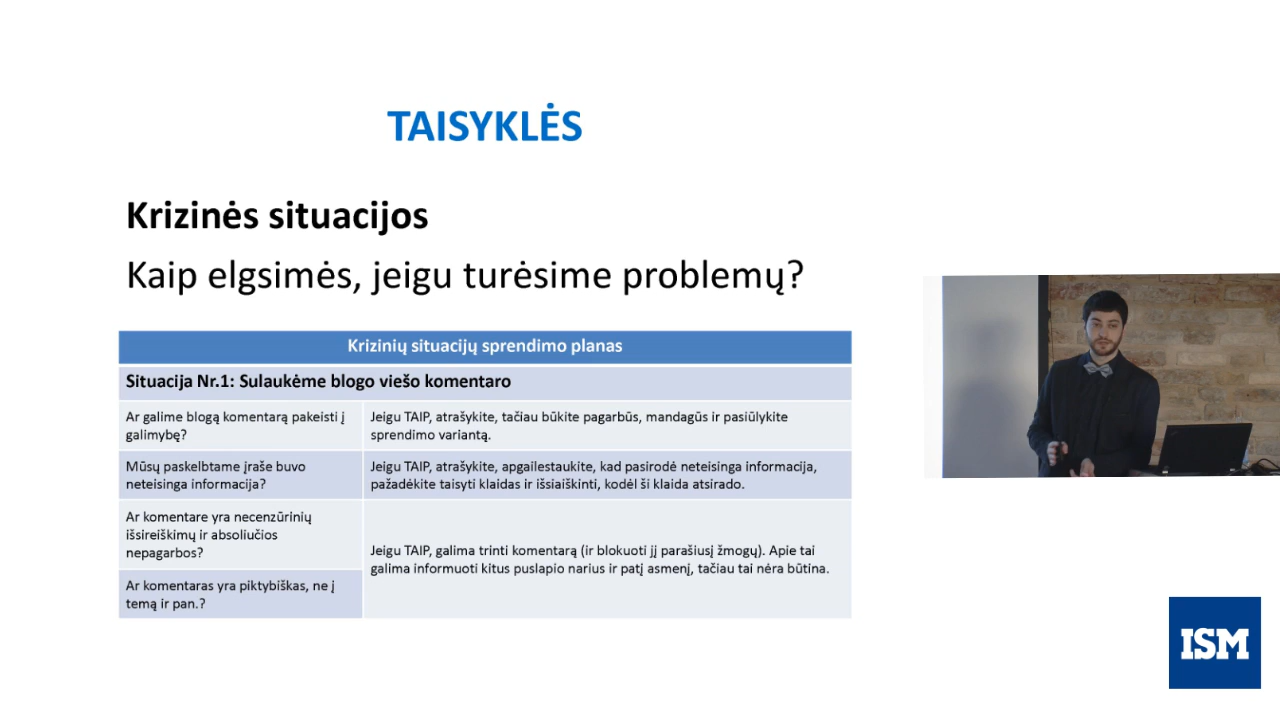 TAISYKLĖS
Krizinės situacijos
Kaip elgsimės, jeigu turėsime problemų?
Krizinių situacijų sprendimo planas
Situacija Nr.1: Sulaukėme blogo viešo komentaro
Ar galime blogą komentarą pakeisti į
galimybę?
Jeigu TAIP, atrašykite, tačiau būkite pagarbūs, mandagūs ir pasiūlykite
sprendimo variantą.
Mūsų paskelbtame įraše buvo
neteisinga informacija?
Jeigu TAIP, atrašykite, apgailestaukite, kad pasirodė neteisinga informacija,
pažadėkite taisyti klaidas ir išsiaiškinti, kodėl ši klaida atsirado.
Ar komentare yra necenzūrinių
išsireiškimų ir absoliučios
nepagarbos?
Jeigu TAIP, galima trinti komentarą (ir blokuoti jį parašiusį žmogų). Apie tai
galima informuoti kitus puslapio narius ir patį asmenį, tačiau tai nėra būtina.
Ar komentaras yra piktybiškas, ne į
temą ir pan.?
ISM